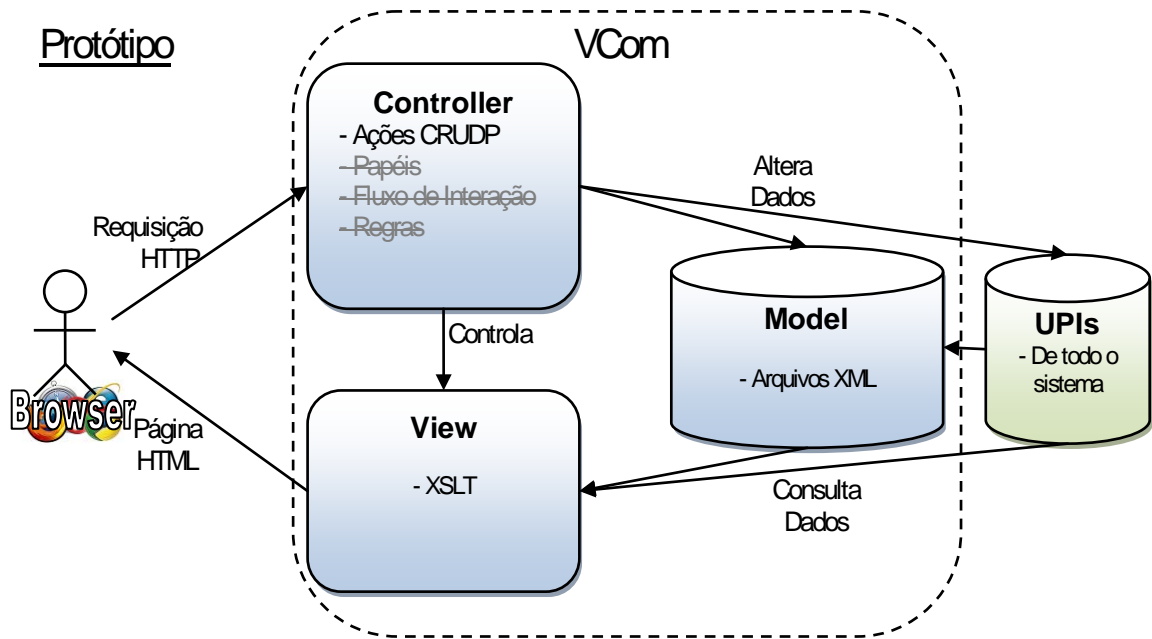 Protótipo
VCom
Controller
- Ações CRUDP
- Papéis
- Fluxo de Interação
- Regras
Altera
Dados
Requisição
HTTP
Controla
Model
- Arquivos XML
UPIs
- De todo o
sistema
Browser
Página
HTML
View
- XSLT
Consulta
Dados